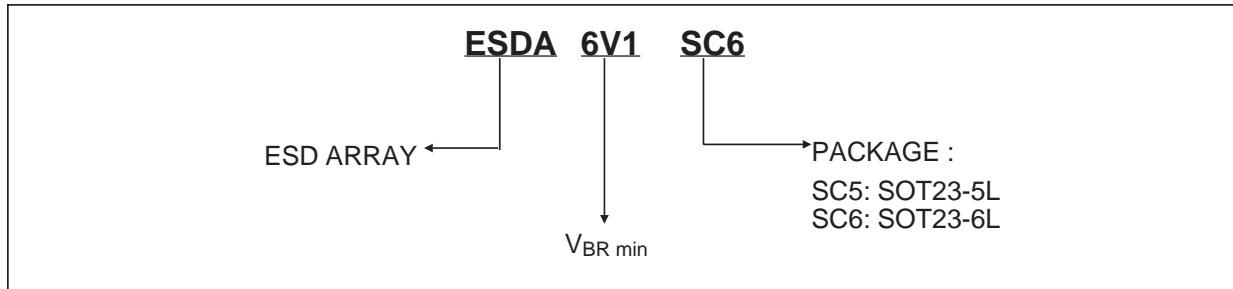 ESDA 6V1 SC6
ESD ARRAY
PACKAGE :
SC5: SOT23-5L
SC6: SOT23-6L
VBR min